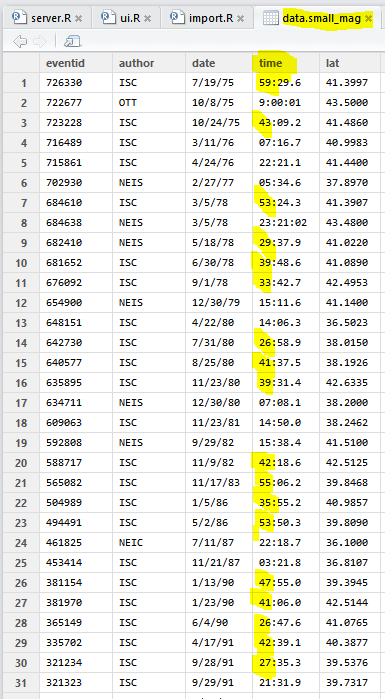 server.R × ui.R × import.R × data.small_mag ×
eventid author date time lat
1 726330 ISC 7/19/75 59:29.6 41.3997
2 722677 OTT 10/8/75 9:00:01 43.5000
3 723228 ISC 10/24/75 43:09.2 41.4860
4 716489 ISC 3/11/76 07:16.7 40.9983
5 715861 ISC 4/24/76 22:21.1 41.4400
6 702930 NEIS 2/27/77 05:34.6 37.8970
7 684610 ISC 3/5/78 53:24.3 41.3907
8 684638 NEIS 3/5/78 23:21:02 43.4800
9 682410 NEIS 5/18/78 29:37.9 41.0220
10 681652 ISC 6/30/78 39:48.6 41.0890
11 676092 ISC 9/1/78 33:42.7 42.4953
12 654900 NEIS 12/30/79 15:11.6 41.1400
13 648151 ISC 4/22/80 14:06.3 36.5023
14 642730 ISC 7/31/80 26:58.9 38.0150
15 640577 ISC 8/25/80 41:37.5 38.1926
16 635895 ISC 11/23/80 39:31.4 42.6335
17 634711 NEIS 12/30/80 07:08.1 38.2000
18 609063 ISC 11/23/81 14:50.0 38.2462
19 592808 NEIS 9/29/82 15:38.4 41.5100
20 588717 ISC 11/9/82 42:18.6 42.5125
21 565082 ISC 11/17/83 55:06.2 39.8468
22 504989 ISC 1/5/86 35:55.2 40.9857
23 494491 ISC 5/2/86 53:50.3 39.8090
24 461825 NEIC 7/11/87 22:18.7 36.1000
25 453414 ISC 11/21/87 03:21.8 36.8107
26 381154 ISC 1/13/90 47:55.0 39.3945
27 381970 ISC 1/23/90 41:06.0 42.5144
28 365149 ISC 6/4/90 26:47.6 41.0765
29 335702 ISC 4/17/91 42:39.1 40.3877
30 321234 ISC 9/28/91 27:35.3 39.5376
31 321323 ISC 9/29/91 21:31.9 39.7317